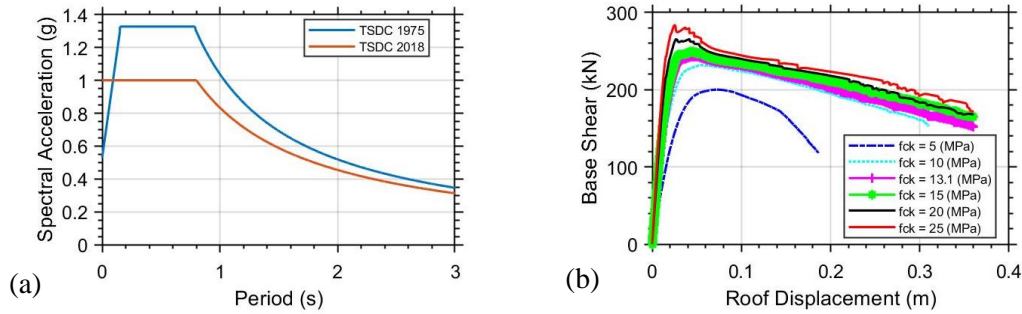 1.4
1.2
1
0.8
0.6
0.4
0.2
0
0 1 2 3
Spectral Acceleration (g)
Period (s)
TSDC 1975
TSDC 2018
(a)
300
200
100
0
0 0.1 0.2 0.3 0.4
Base Shear (kN)
Roof Displacement (m)
fck = 5 (MPa)
fck = 10 (MPa)
fck = 13.1 (MPa)
fck = 15 (MPa)
fck = 20 (MPa)
fck = 25 (MPa)
(b)